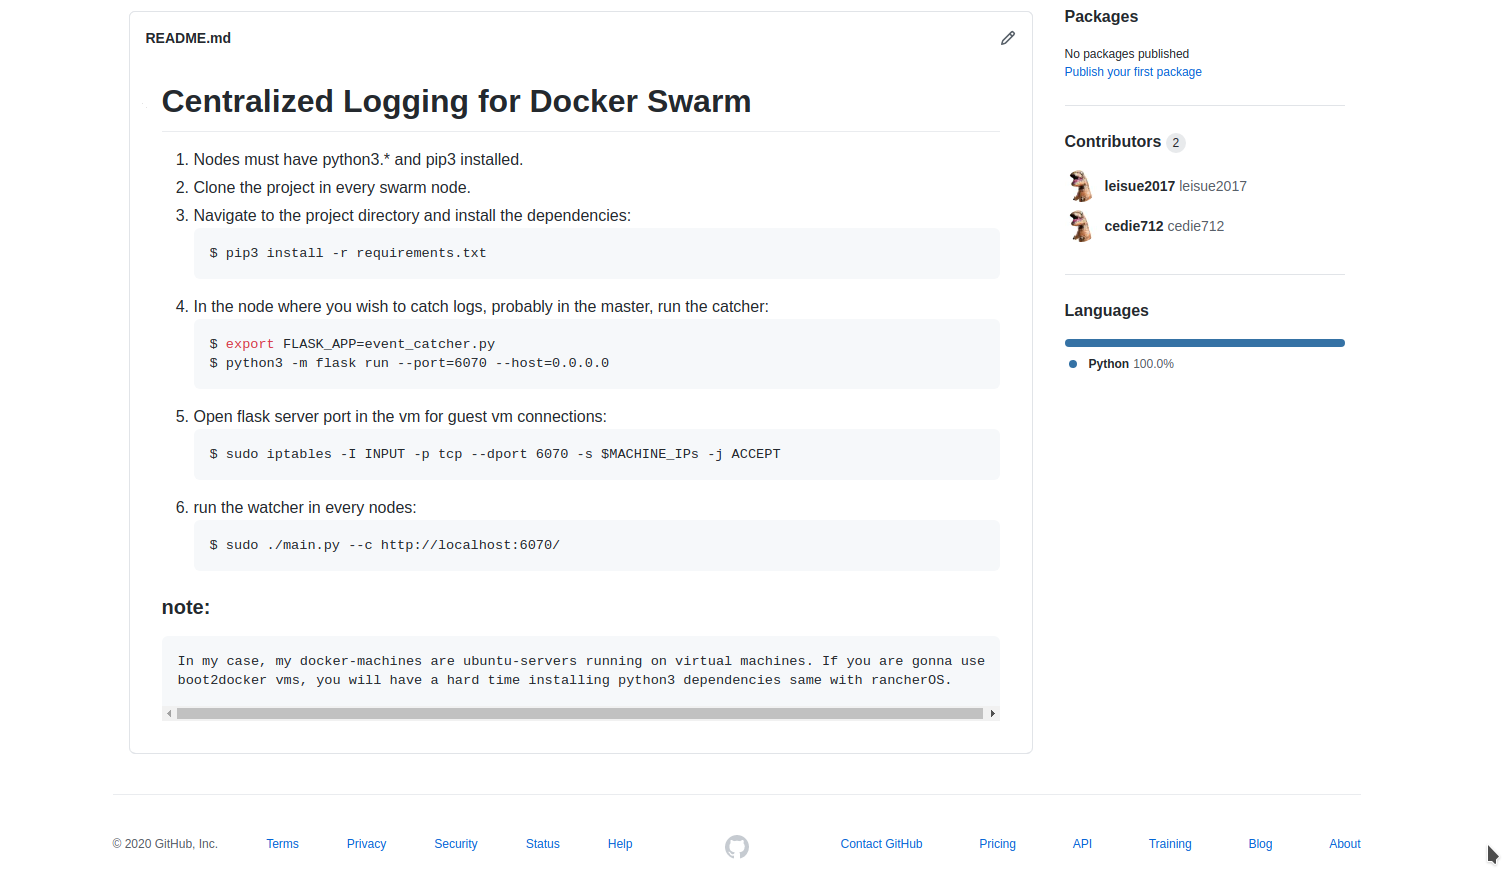 README.md
Centralized Logging for Docker Swarm
1. Nodes must have python3.* and pip3 installed.
2. Clone the project in every swarm node.
3. Navigate to the project directory and install the dependencies:
$ pip3 install -r requirements.txt
4. In the node where you wish to catch logs, probably in the master, run the catcher:
$ export FLASK_APP=event_catcher.py
$ python3 -m flask run --port=6070 --host=0.0.0.0
5. Open flask server port in the vm for guest vm connections:
$ sudo iptables -I INPUT -p tcp --dport 6070 -s $MACHINE_IPs -j ACCEPT
6. run the watcher in every nodes:
$ sudo ./main.py --c http://localhost:6070/
note:
In my case, my docker-machines are ubuntu-servers running on virtual machines. If you are gonna use
boot2docker vms, you will have a hard time installing python3 dependencies same with rancherOS.
Packages
No packages published
Publish your first package
Contributors 2
leisue2017 leisue2017
cedie712 cedie712
Languages
Python 100.0%
© 2020 GitHub, Inc. Terms Privacy Security Status Help Contact GitHub Pricing API Training Blog About